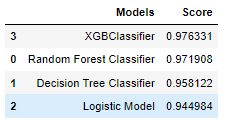 Models Score
3 XGBClassifier 0.976331
0 Random Forest Classifier 0.971908
1 Decision Tree Classifier 0.958122
2 Logistic Model 0.944984